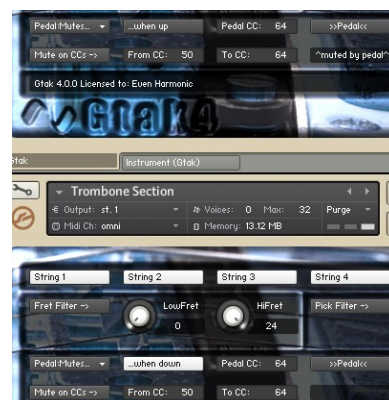 Pedal:Mutes... ...when up Pedal CC: 64 >>Pedal<<
Mute on CCs -> From CC: 50 To CC: 64 ^muted by pedal^
Gtak 4.0.0 Licensed to: Even Harmonic
Gtak4
Gtak Instrument (Gtak)
Trombone Section
Output: st. 1 Voices: 0 Max: 32 Purge
Midi Ch: omni Memory: 13.12 MB
String 1 String 2 String 3 String 4
Fret Filter -> LowFret HiFret Pick Filter ->
0 24
Pedal:Mutes... ...when down Pedal CC: 64 >>Pedal<<
Mute on CCs -> From CC: 50 To CC: 64